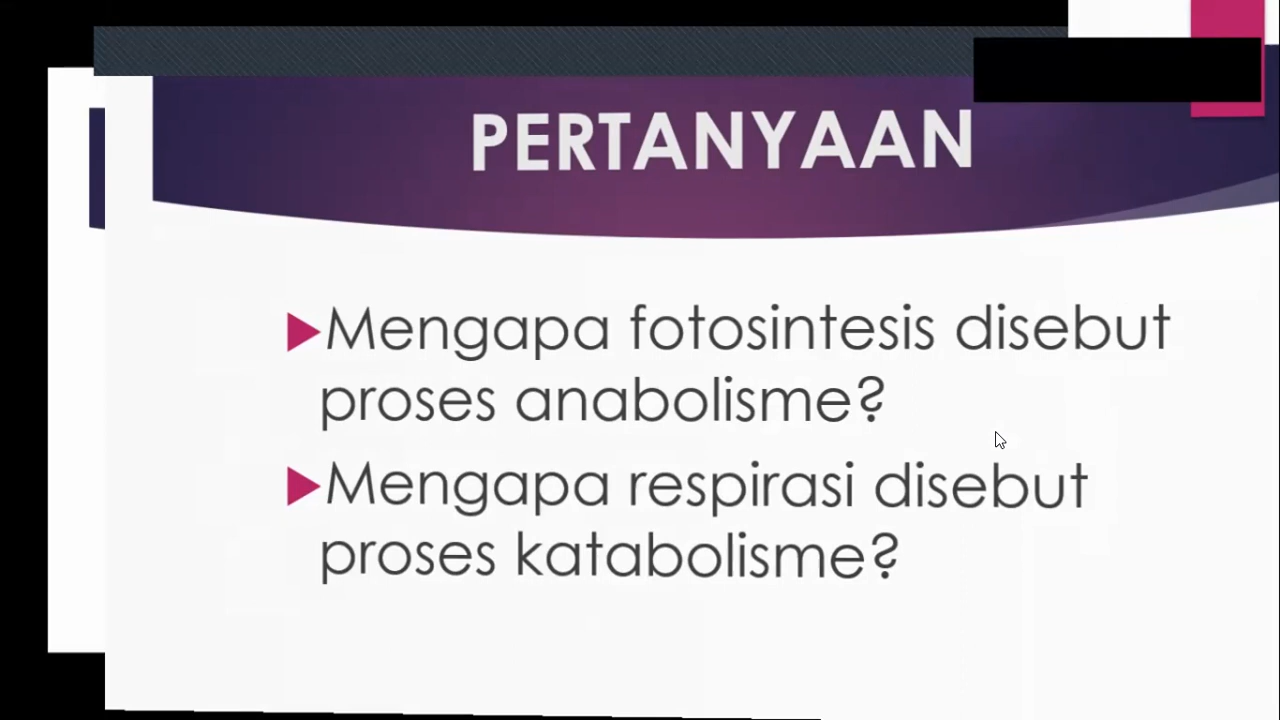 PERTANYAAN
Mengapa fotosintesis disebut
proses anabolisme?
Mengapa respirasi disebut
proses katabolisme?